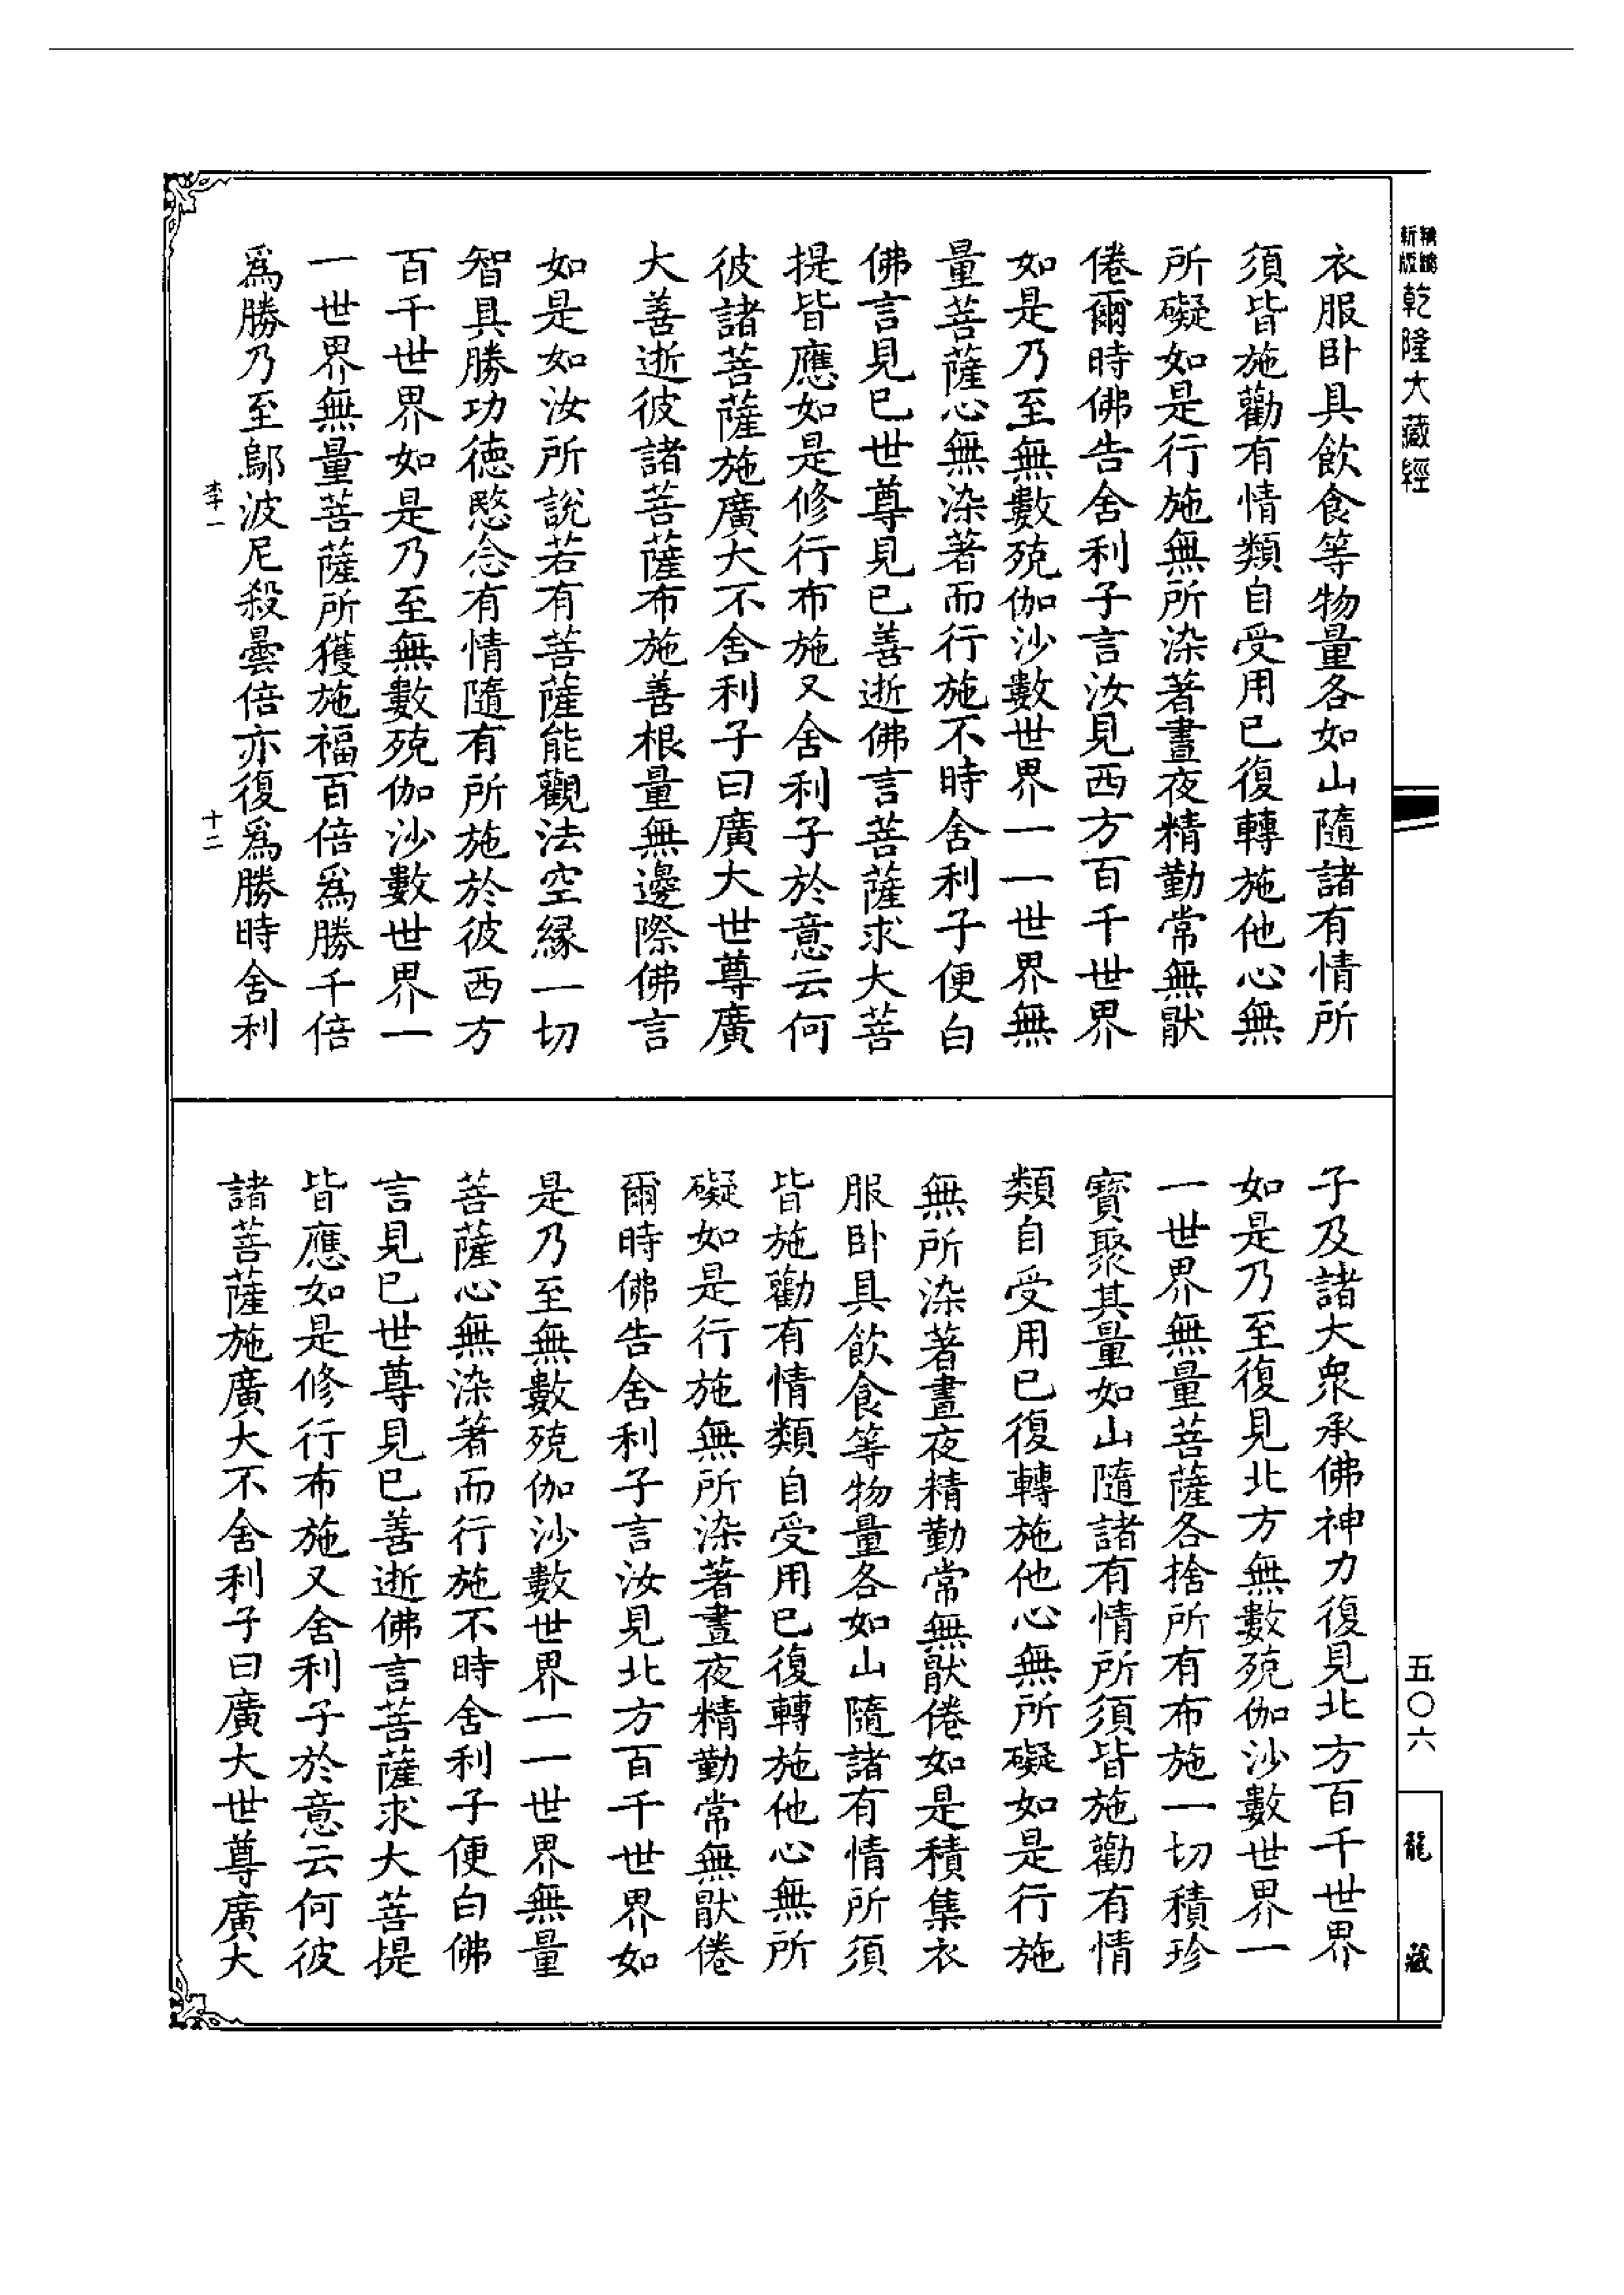 新編
新版
乾隆大藏經
衣服卧具飲食等物量各如山隨諸有情所
須皆施勸有情類自受用已復轉施他心無
所礙如是行施無所染著晝夜精勤常無猒
倦爾時佛告舍利子言汝見西方百千世界
如是乃至無數殑伽沙數世界一一世界無
量菩薩心無染著而行施不時舍利子便白
佛言見已世尊見已善逝佛言菩薩求大菩
提皆應如是修行布施又舍利子於意云何
彼諸菩薩施廣大不舍利子曰廣大世尊廣
大善逝彼諸菩薩布施善根量無邊際佛言
如是如汝所說若有菩薩能觀法空緣一切
智具勝功德愍念有情隨有所施於彼西方
百千世界如是乃至無數殑伽沙數世界一
一世界無量菩薩所獲施福百倍爲勝千倍
爲勝乃至鄔波尼殺曇倍亦復爲勝時舍利
李一
十二
子及諸大衆承佛神力復見北方百千世界
如是乃至復見北方無數殑伽沙數世界一
一世界無量菩薩各捨所有布施一切積珍
寶聚其量如山隨諸有情所須皆施勸有情
類自受用已復轉施他心無所礙如是行施
無所染著晝夜精勤常無猒倦如是積集衣
服卧具飲食等物量各如山隨諸有情所須
皆施勸有情類自受用已復轉施他心無所
礙如是行施無所染著晝夜精勤常無猒倦
爾時佛告舍利子言汝見北方百千世界如
是乃至無數殑伽沙數世界一一世界無量
菩薩心無染著而行施不時舍利子便白佛
言見已世尊見已善逝佛言菩薩求大菩提
皆應如是修行布施又舍利子於意云何彼
諸菩薩施廣大不舍利子曰廣大世尊廣大
五〇六
龍藏